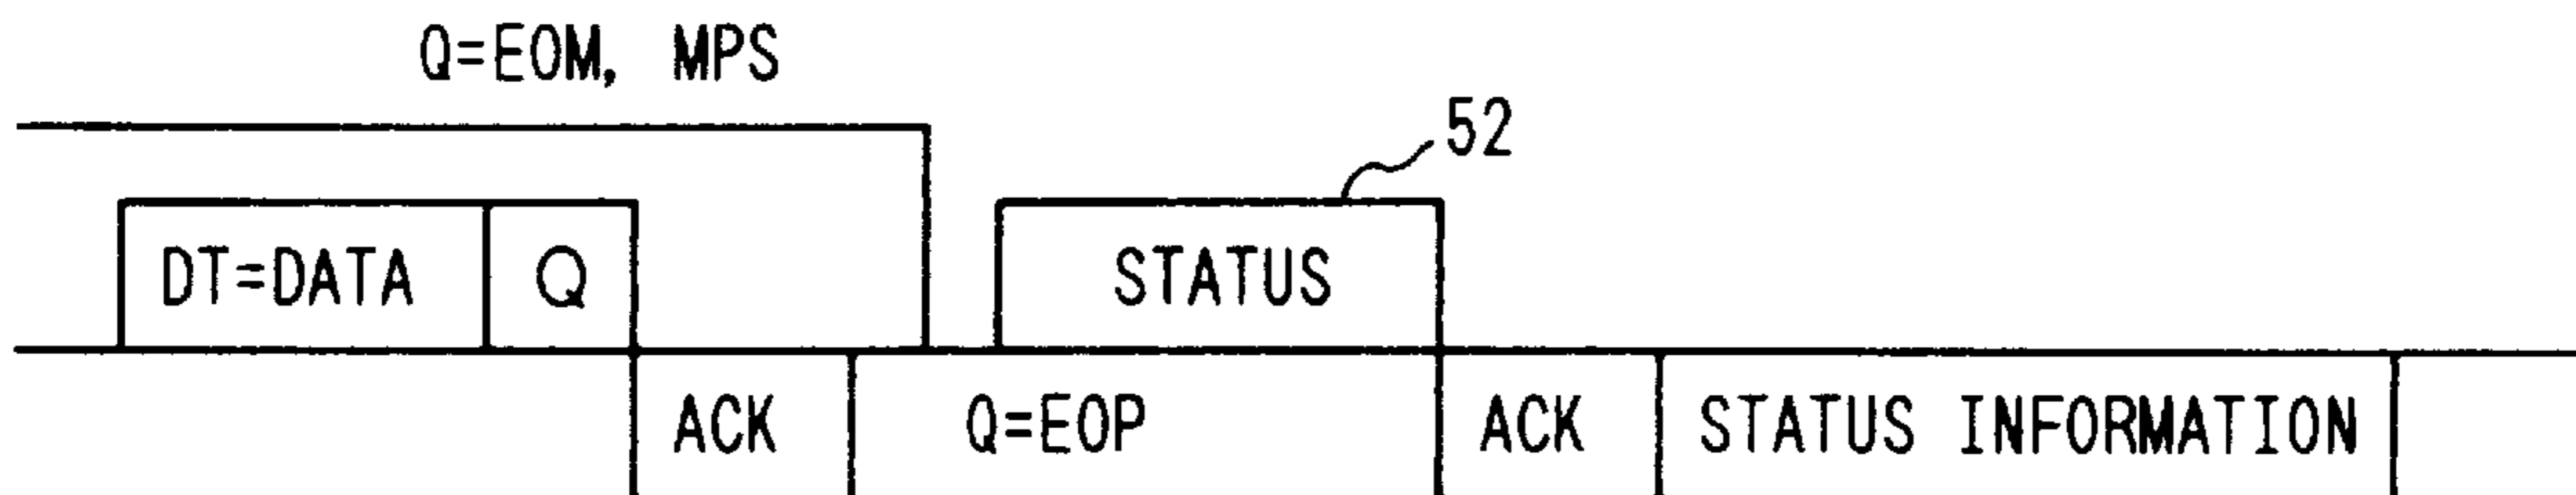 Q=EOM, MPS
52
DT=DATA Q STATUS
ACK Q=EOP ACK STATUS INFORMATION